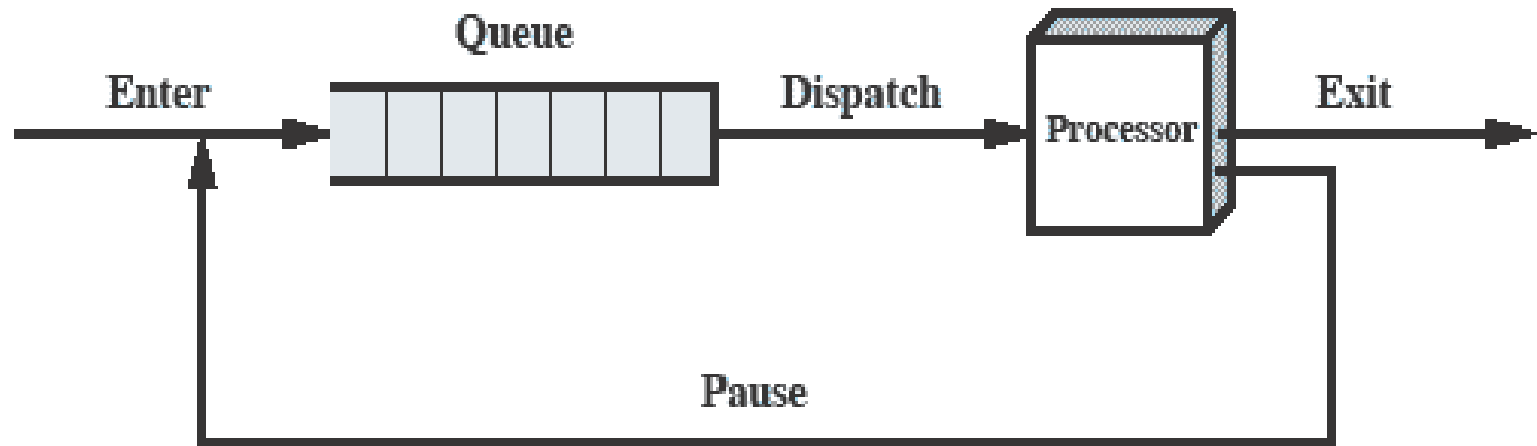 Queue
Enter
Dispatch
Processor
Exit
Pause